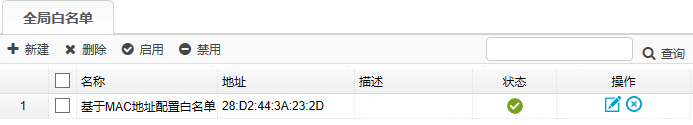 全局白名单
新建 删除 启用 禁用 查询
名称 地址 描述 状态 操作
1 基于MAC地址配置白名单 28:D2:44:3A:23:2D